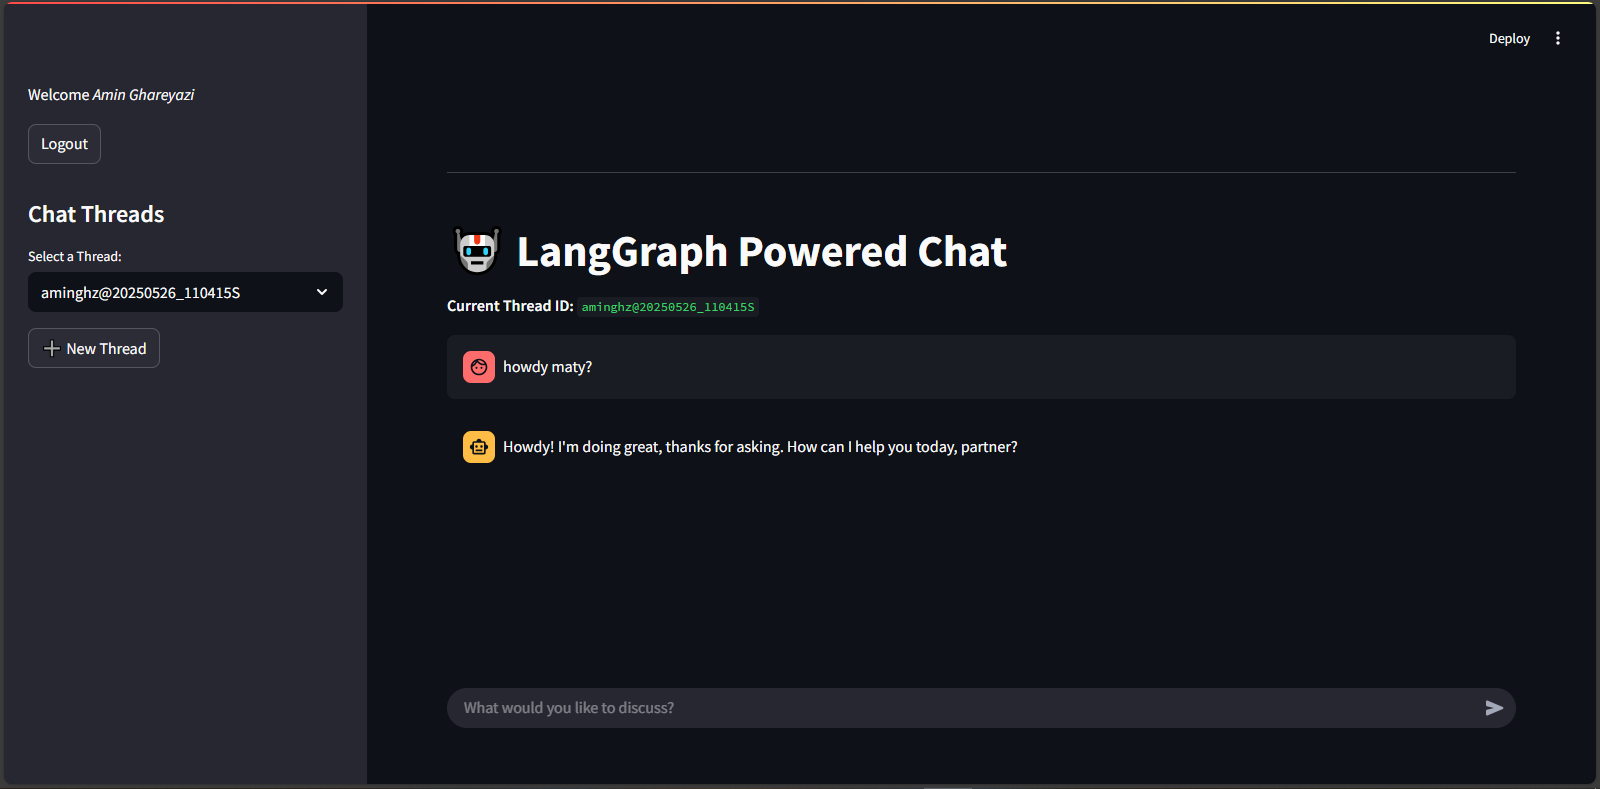 Deploy
Welcome Amin Ghareyazi
Logout
Chat Threads
Select a Thread:
aminghz@20250526_110415S
New Thread
LangGraph Powered Chat
Current Thread ID: aminghz@20250526_110415S
howdy maty?
Howdy! I'm doing great, thanks for asking. How can I help you today, partner?
What would you like to discuss?